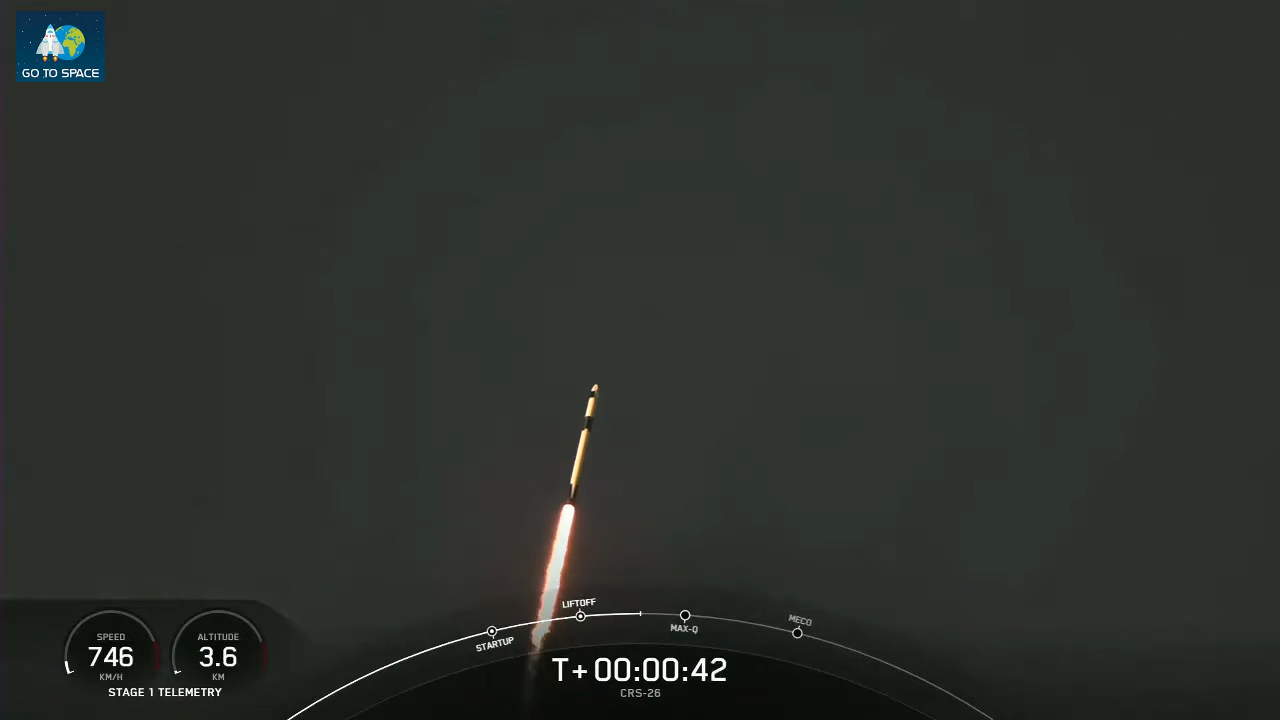 GO TO SPACE
LIFTOFF
STARTUP
MAX-Q
MECO
SPEED
746
KM/H
ALTITUDE
3.6
KM
STAGE 1 TELEMETRY
T+00:00:42
CRS-26